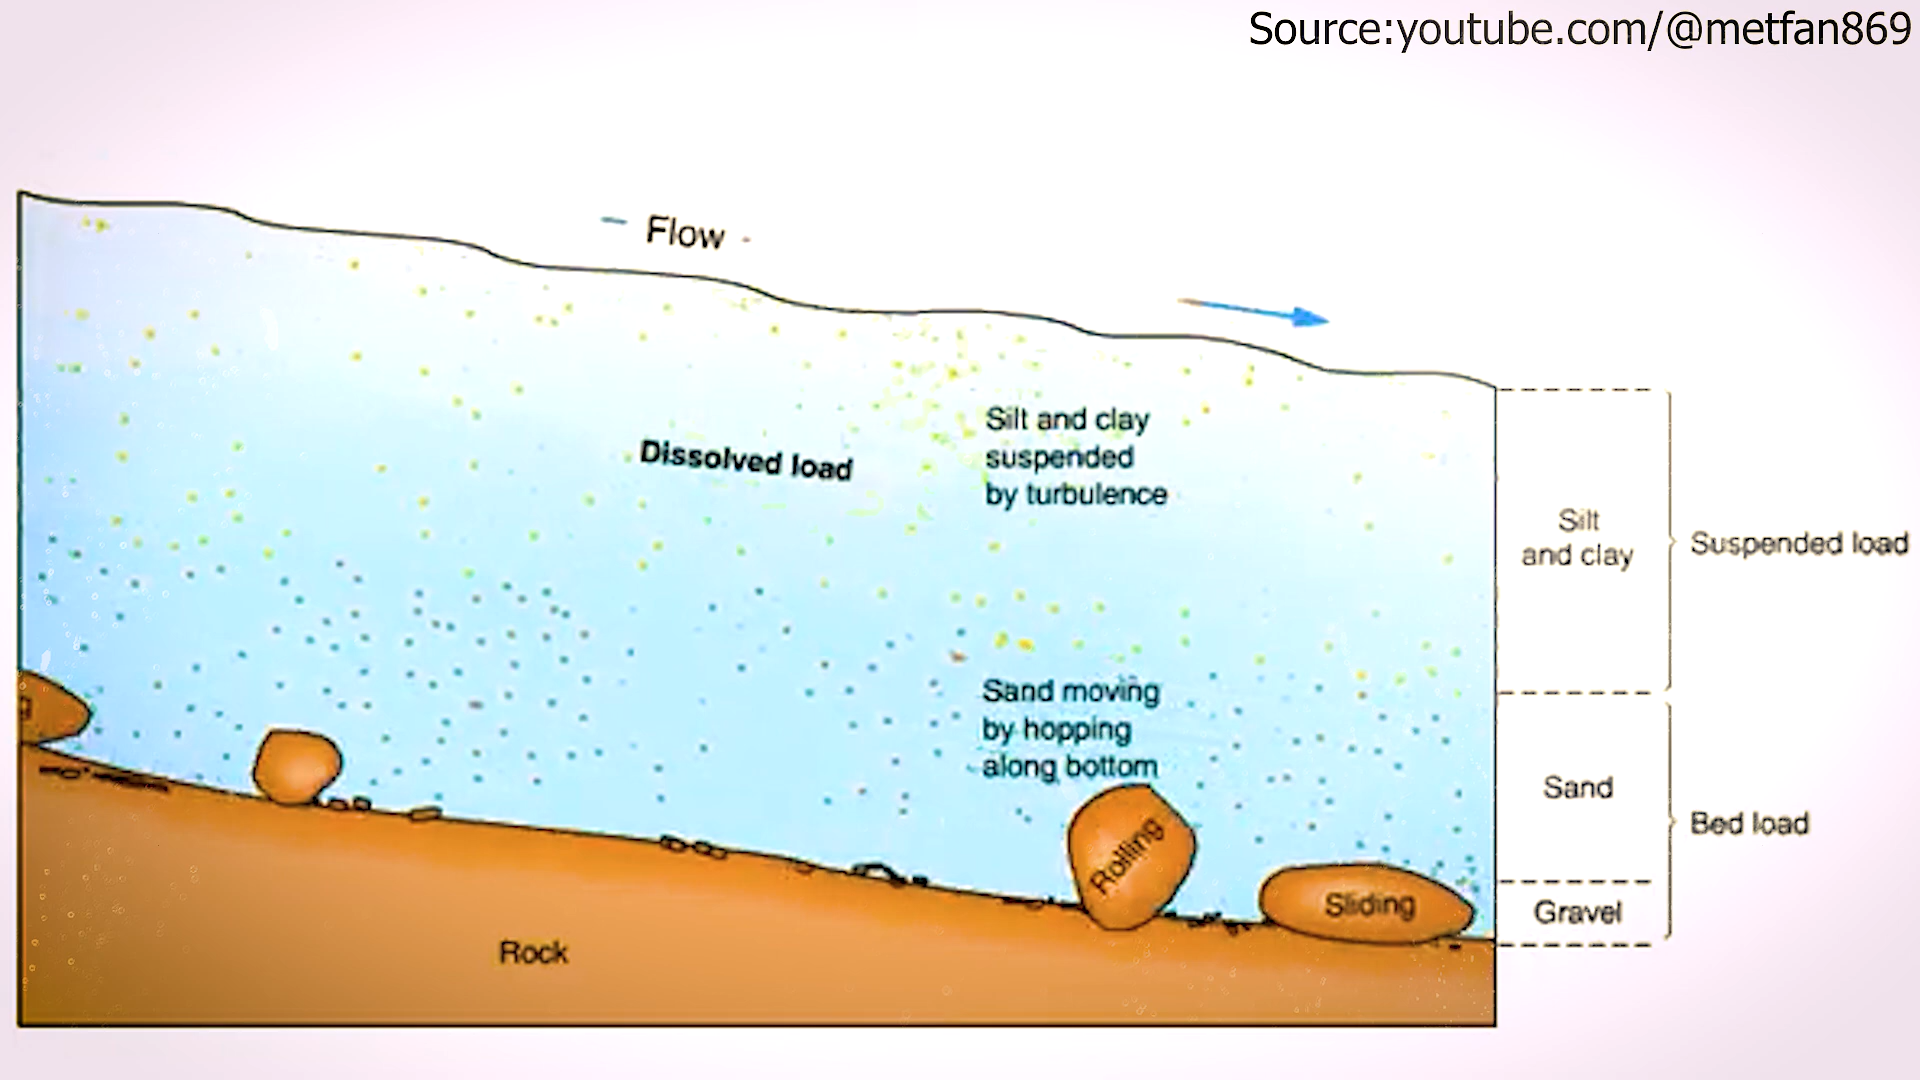 Source:youtube.com/@metfan869
Flow
Dissolved load
Silt and clay
suspended
by turbulence
Silt
and clay
Suspended load
Sand moving
by hopping
along bottom
Sand
Bed load
Rolling
Sliding
Gravel
Rock